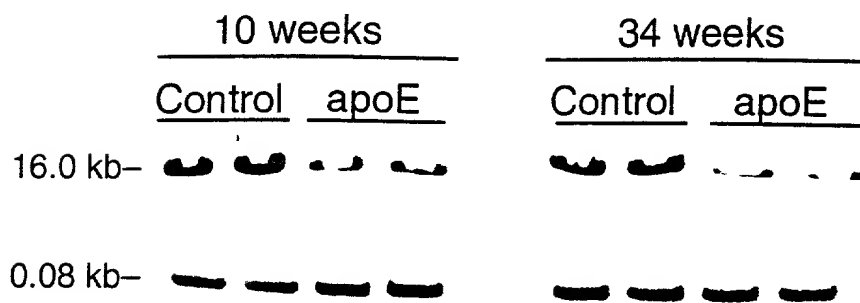 10 weeks 34 weeks
Control apoE Control apoE
16.0 kb–
0.08 kb–